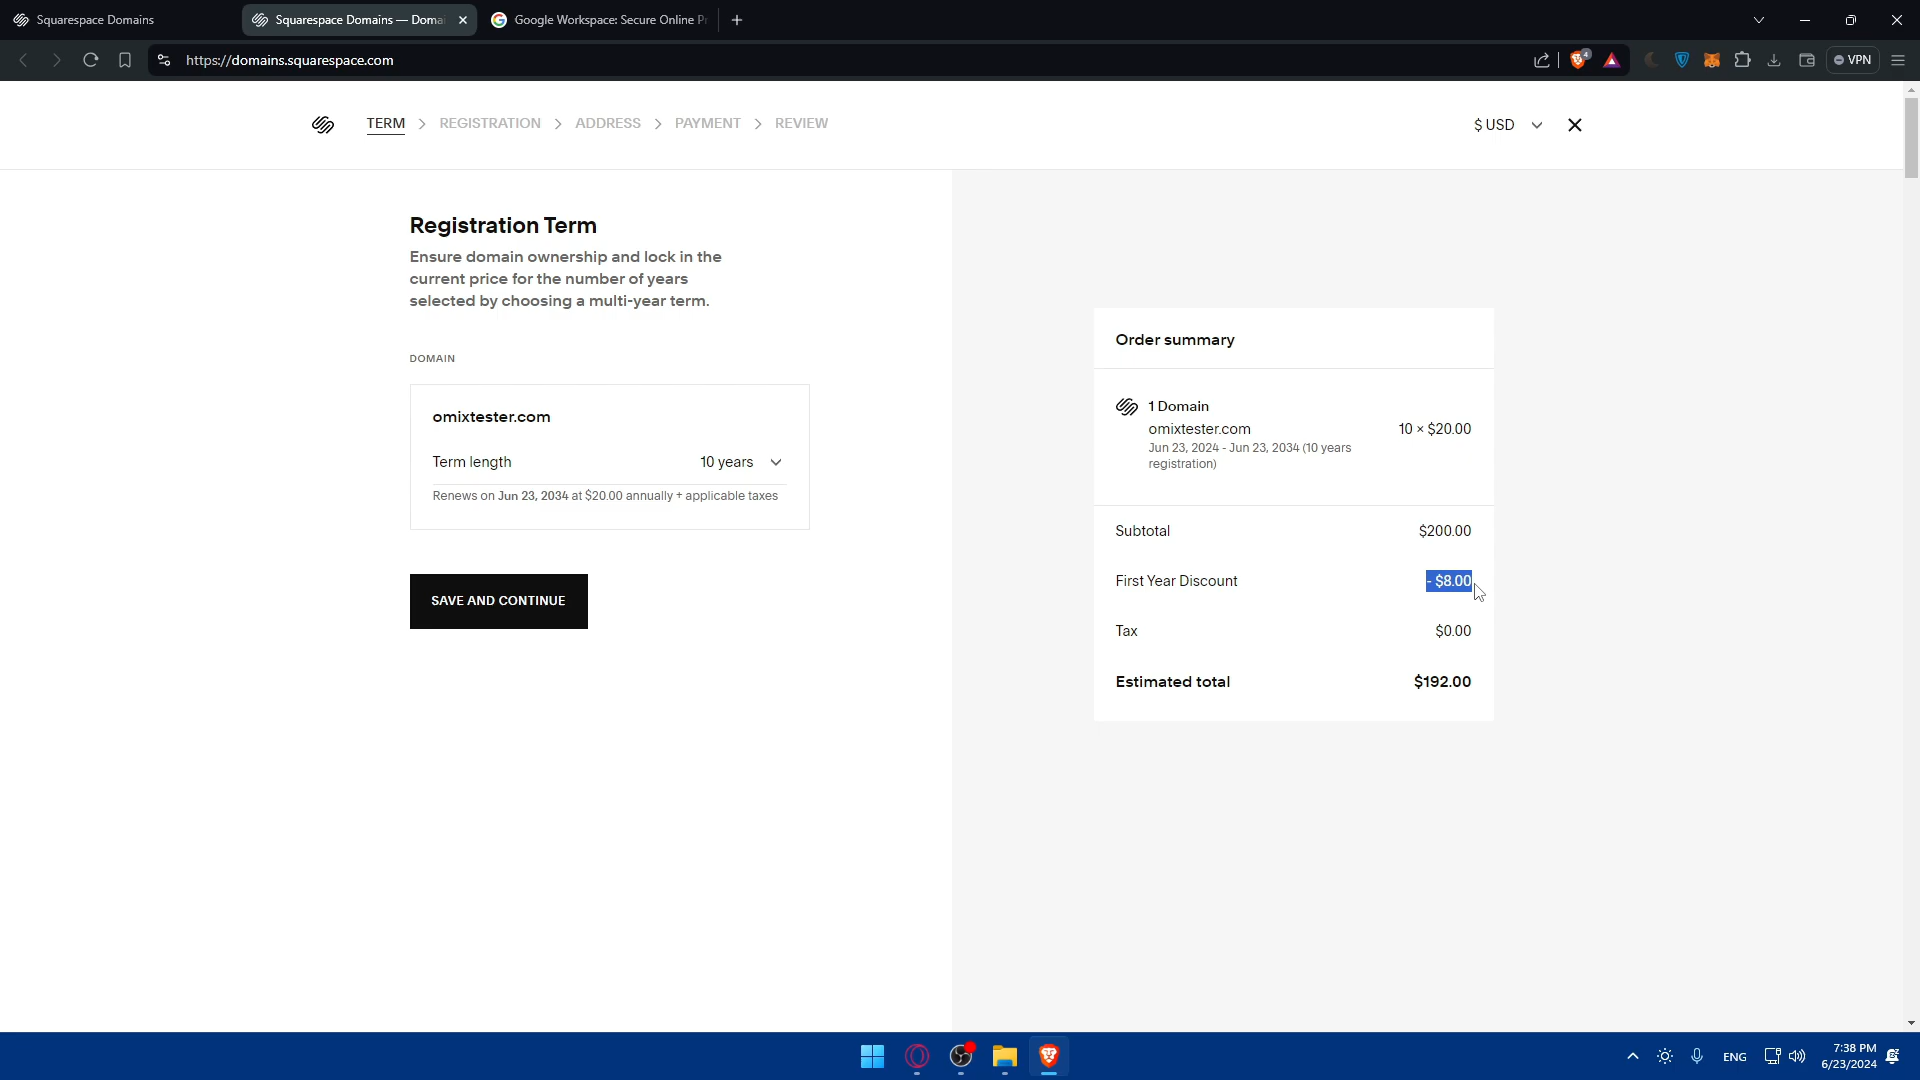 Squarespace Domains
Squarespace Domains — Domai
Google Workspace: Secure Online Pr
https://domains.squarespace.com
4
VPN
TERM > REGISTRATION > ADDRESS > PAYMENT > REVIEW
$ USD
Registration Term
Ensure domain ownership and lock in the
current price for the number of years
selected by choosing a multi-year term.
DOMAIN
omixtester.com
Term length 10 years
Renews on Jun 23, 2034 at $20.00 annually + applicable taxes
SAVE AND CONTINUE
Order summary
1 Domain
omixtester.com 10 × $20.00
Jun 23, 2024 - Jun 23, 2034 (10 years
registration)
Subtotal $200.00
First Year Discount - $8.00
Tax $0.00
Estimated total $192.00
ENG
7:38 PM
6/23/2024